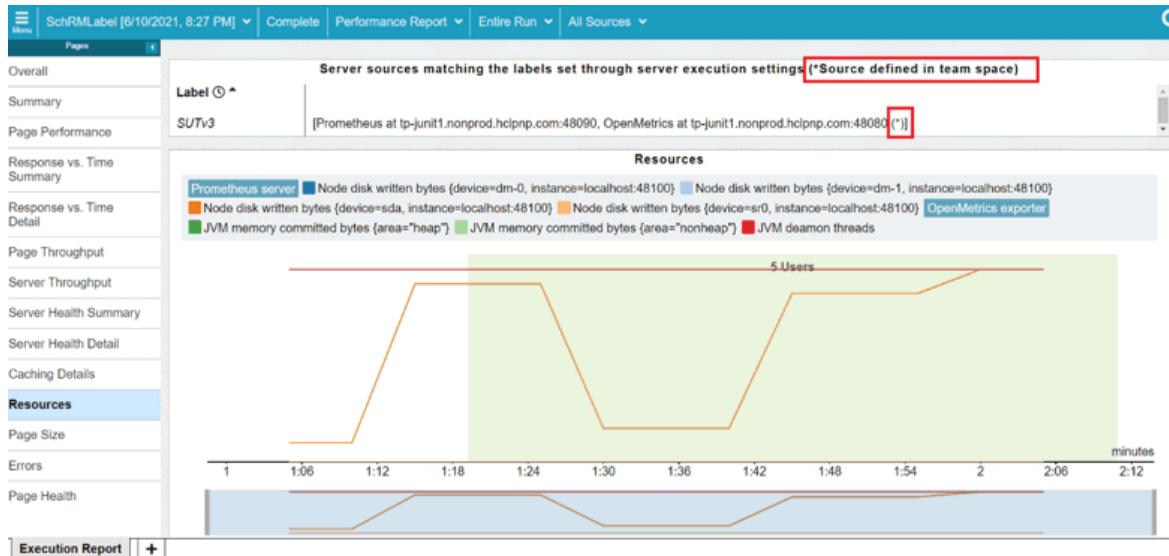 SchRMLabel [6/10/2021, 8:27 PM] Complete Performance Report Entire Run All Sources
Menu
Pages
Overall
Summary
Page Performance
Response vs. Time
Summary
Response vs. Time
Detail
Page Throughput
Server Throughput
Server Health Summary
Server Health Detail
Caching Details
Resources
Page Size
Errors
Page Health
Server sources matching the labels set through server execution settings (*Source defined in team space)
Label
SUTv3
[Prometheus at tp-junit1.nonprod.hclpnp.com:48090, OpenMetrics at tp-junit1.nonprod.hclpnp.com:48080 (*)]
Resources
Prometheus server Node disk written bytes {device=dm-0, instance=localhost:48100} Node disk written bytes {device=dm-1, instance=localhost:48100}
Node disk written bytes {device=sda, instance=localhost:48100} Node disk written bytes {device=sr0, instance=localhost:48100} OpenMetrics exporter
JVM memory committed bytes {area="heap"} JVM memory committed bytes {area="nonheap"} JVM deamon threads
5 Users
minutes
1 1:06 1:12 1:18 1:24 1:30 1:36 1:42 1:48 1:54 2 2:06 2:12
Execution Report +